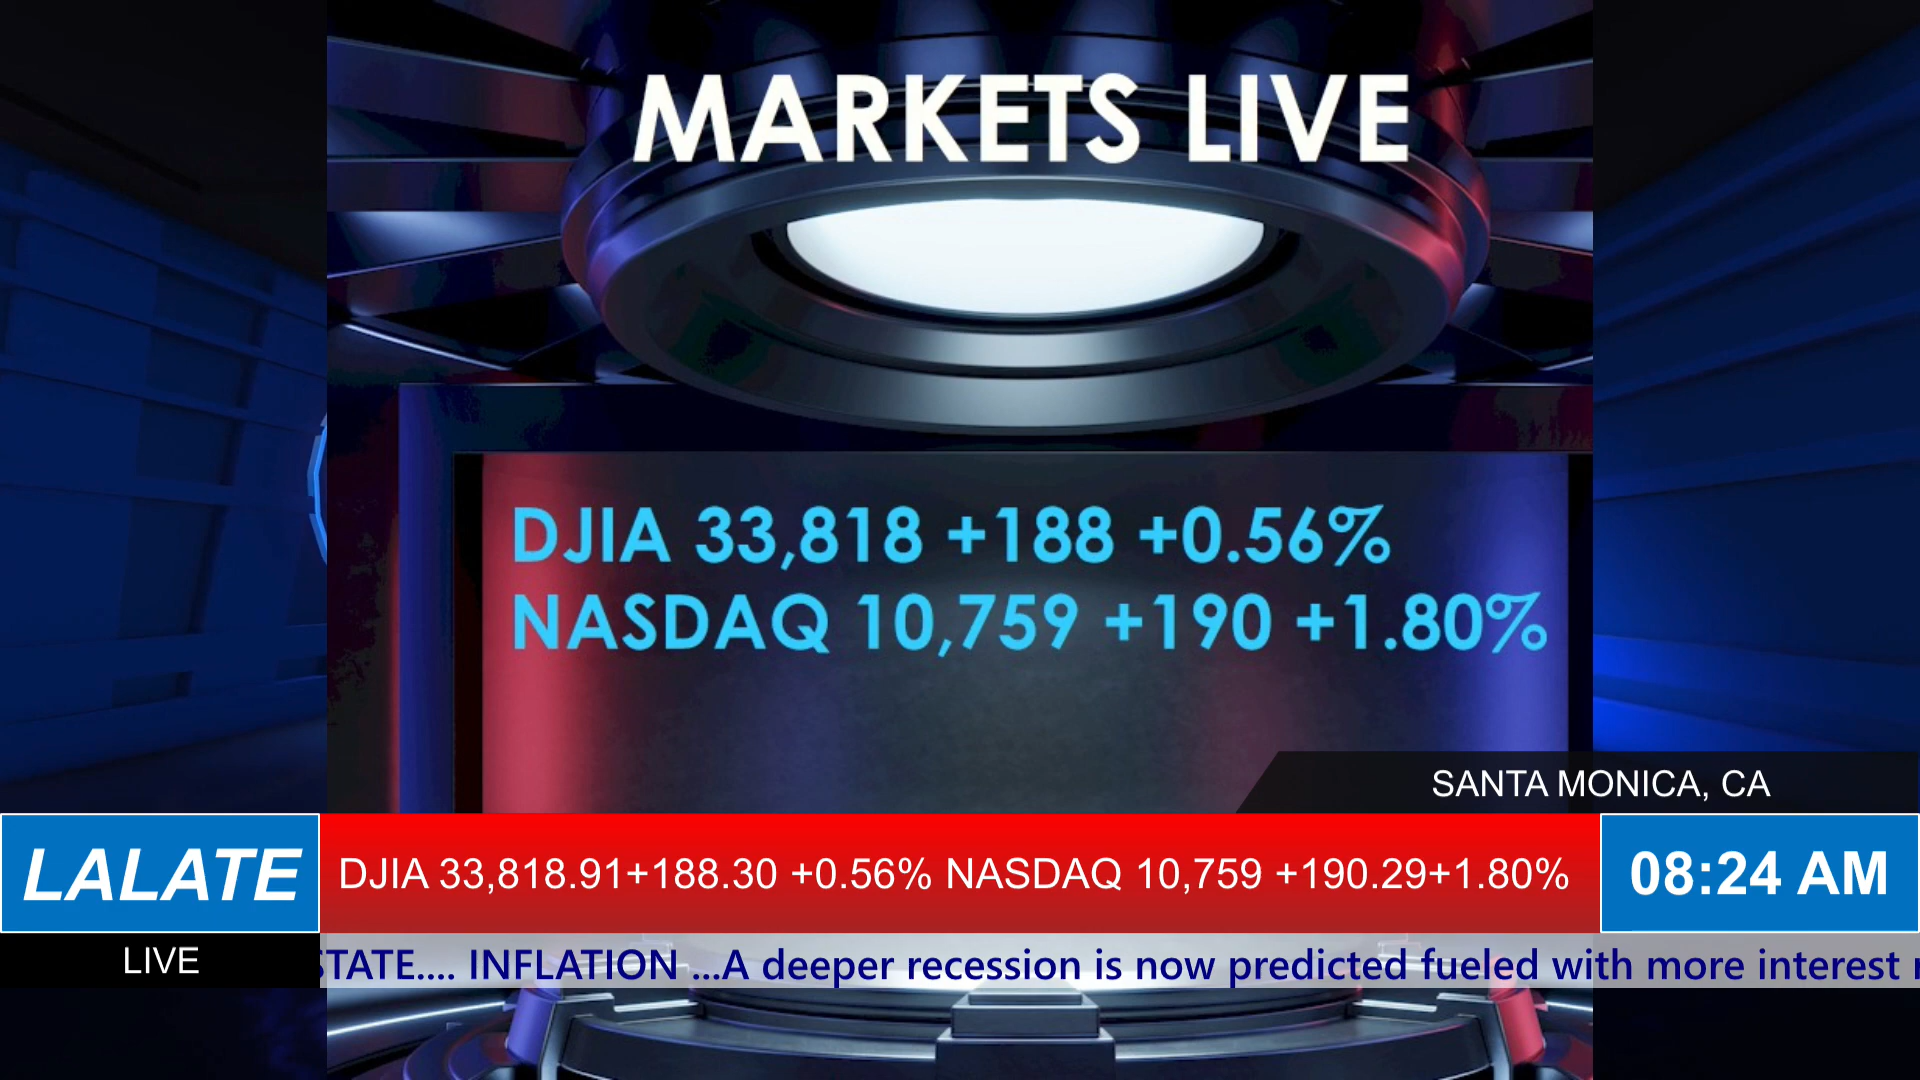 MARKETS LIVE
DJIA 33,818 +188 +0.56%
NASDAQ 10,759 +190 +1.80%
SANTA MONICA, CA
LALATE
DJIA 33,818.91+188.30 +0.56% NASDAQ 10,759 +190.29+1.80%
08:24 AM
LIVE
TATE.... INFLATION ...A deeper recession is now predicted fueled with more interest